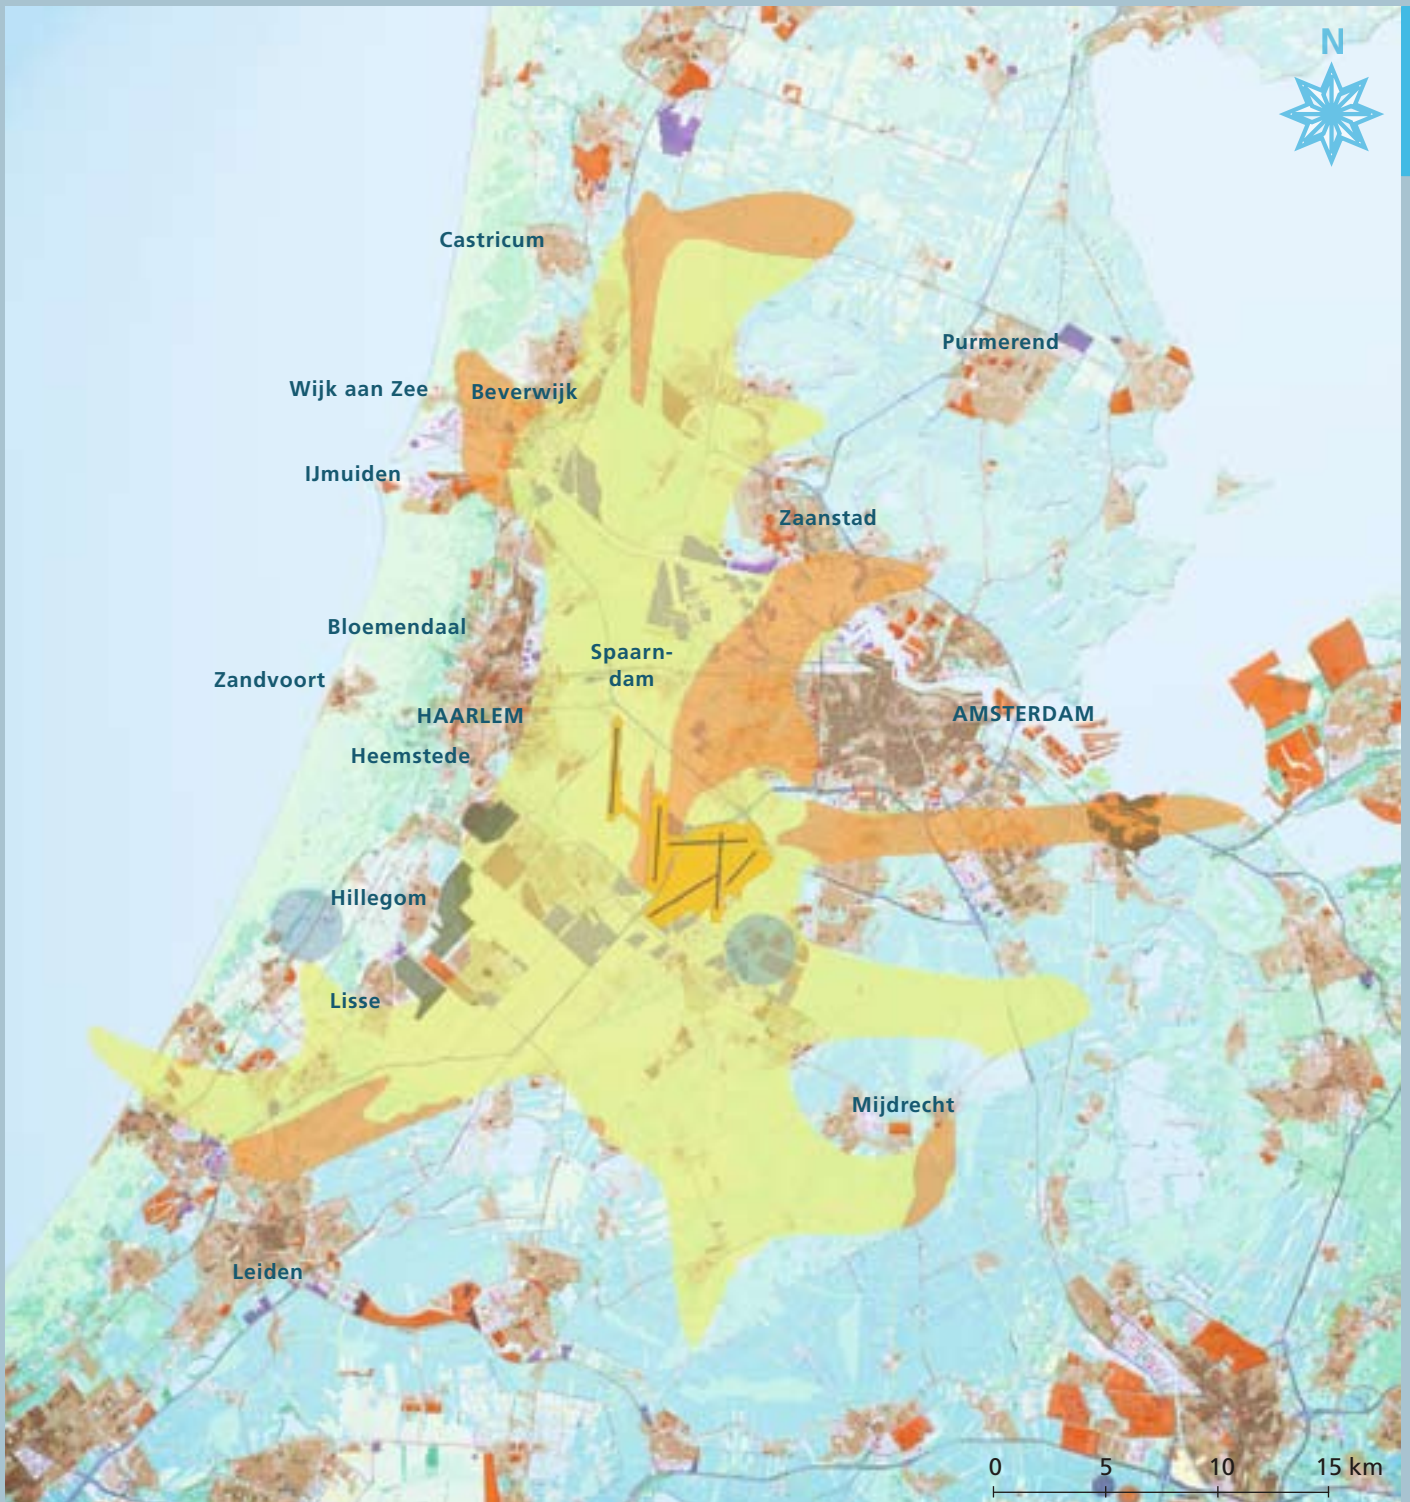 N
Castricum
Purmerend
Wijk aan Zee
Beverwijk
IJmuiden
Zaanstad
Bloemendaal
Spaarn-
dam
Zandvoort
HAARLEM
AMSTERDAM
Heemstede
Hillegom
Lisse
Mijdrecht
Leiden
0 5 10 15 km